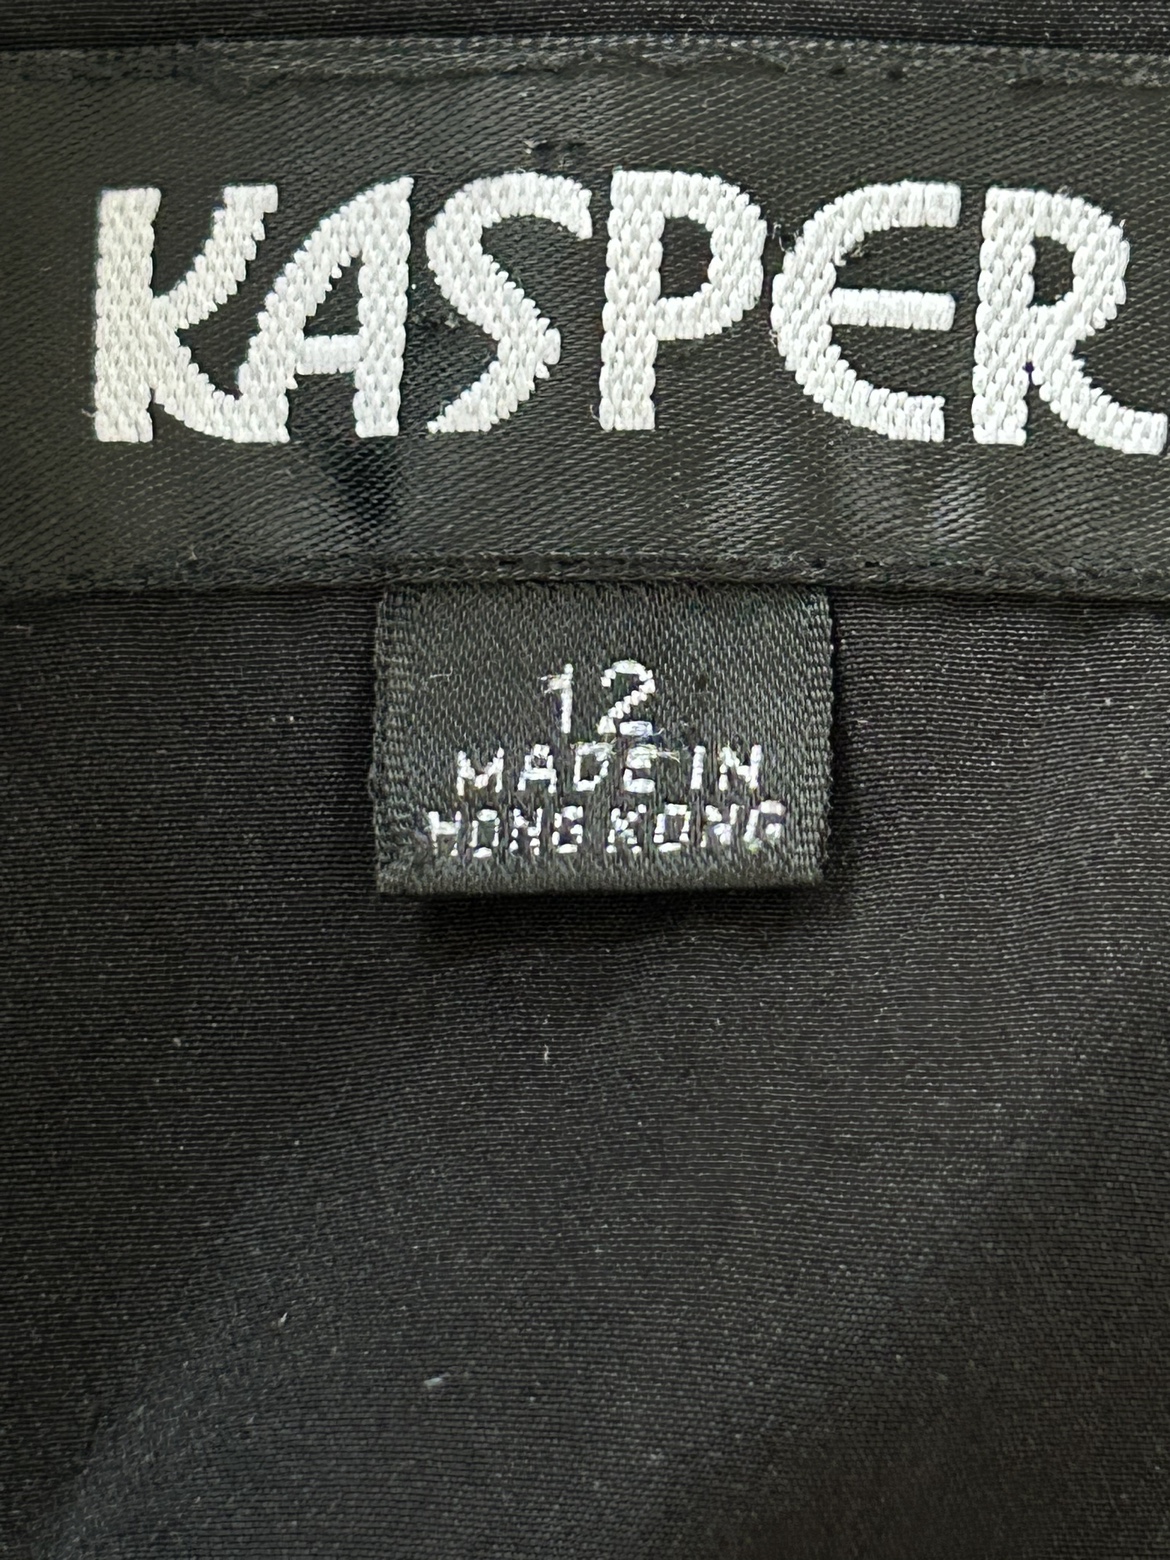 KASPER
12
MADE IN
HONG KONG